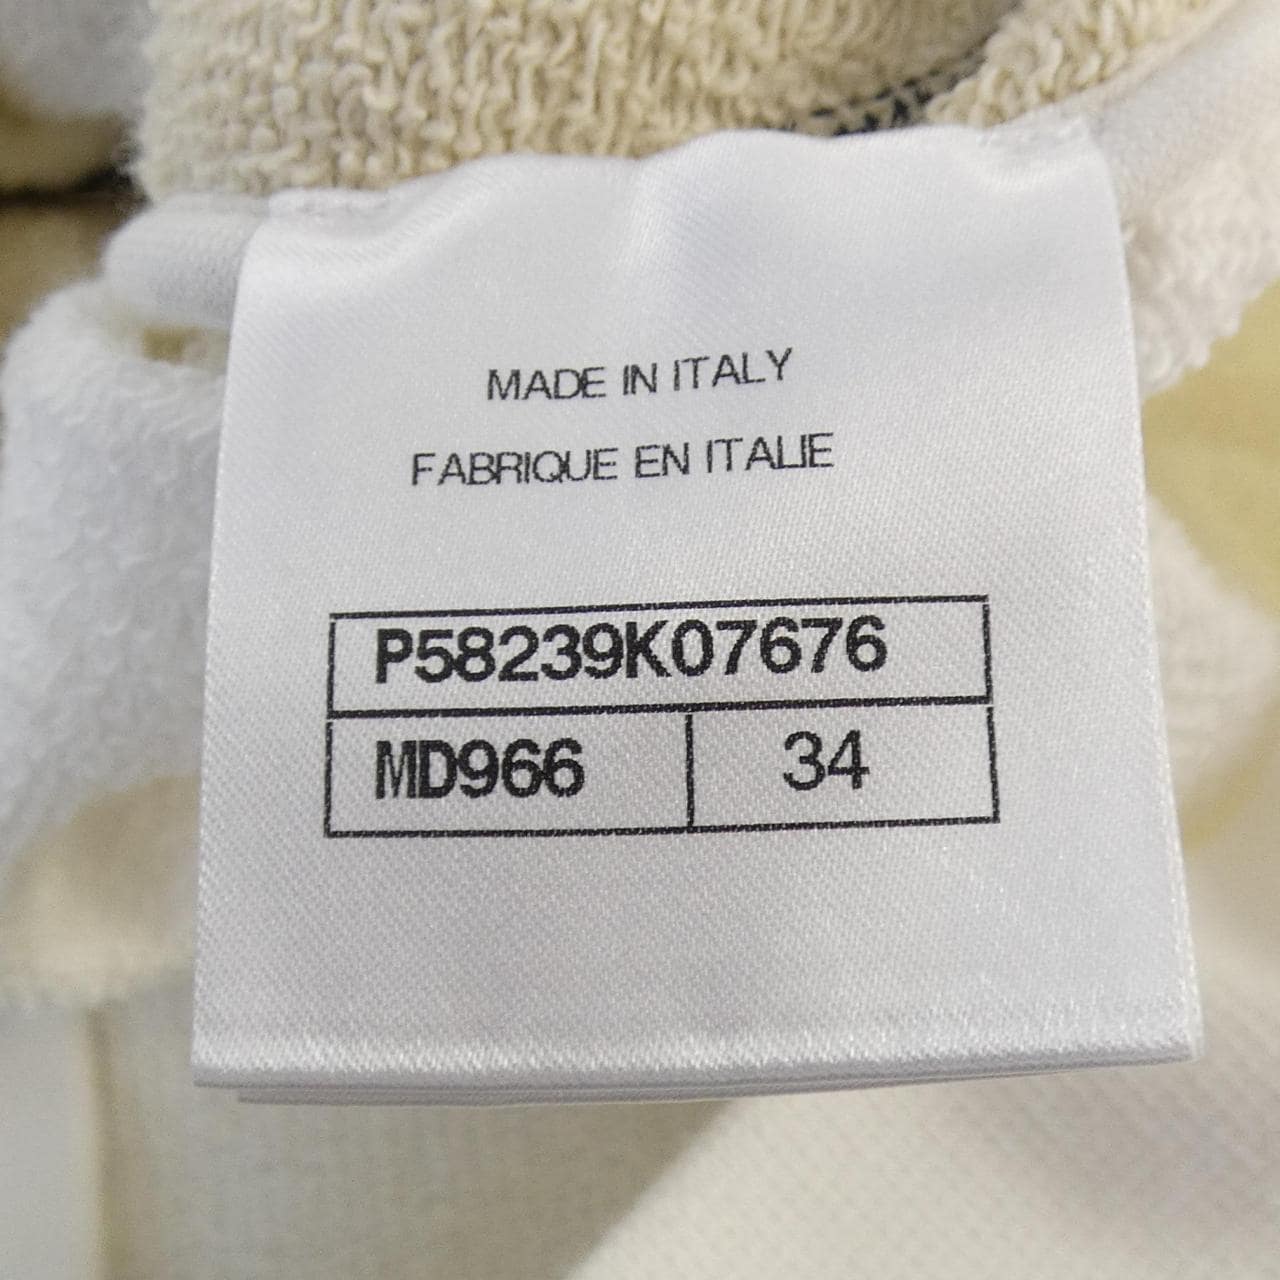 MADE IN ITALY
FABRIQUE EN ITALIE
P58239K07676
MD966 34